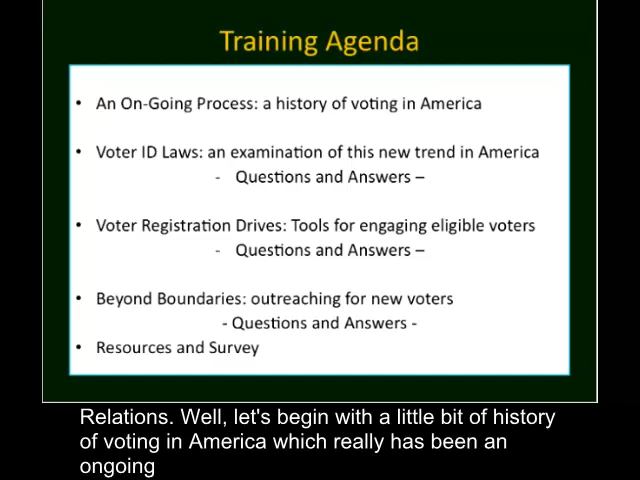 Training Agenda
• An On-Going Process: a history of voting in America
• Voter ID Laws: an examination of this new trend in America
- Questions and Answers –
• Voter Registration Drives: Tools for engaging eligible voters
- Questions and Answers –
• Beyond Boundaries: outreaching for new voters
- Questions and Answers -
• Resources and Survey
Relations. Well, let's begin with a little bit of history
of voting in America which really has been an
ongoing